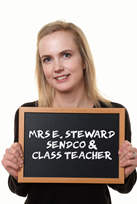 MRS E. STEWARD
SENDCO &
CLASS TEACHER